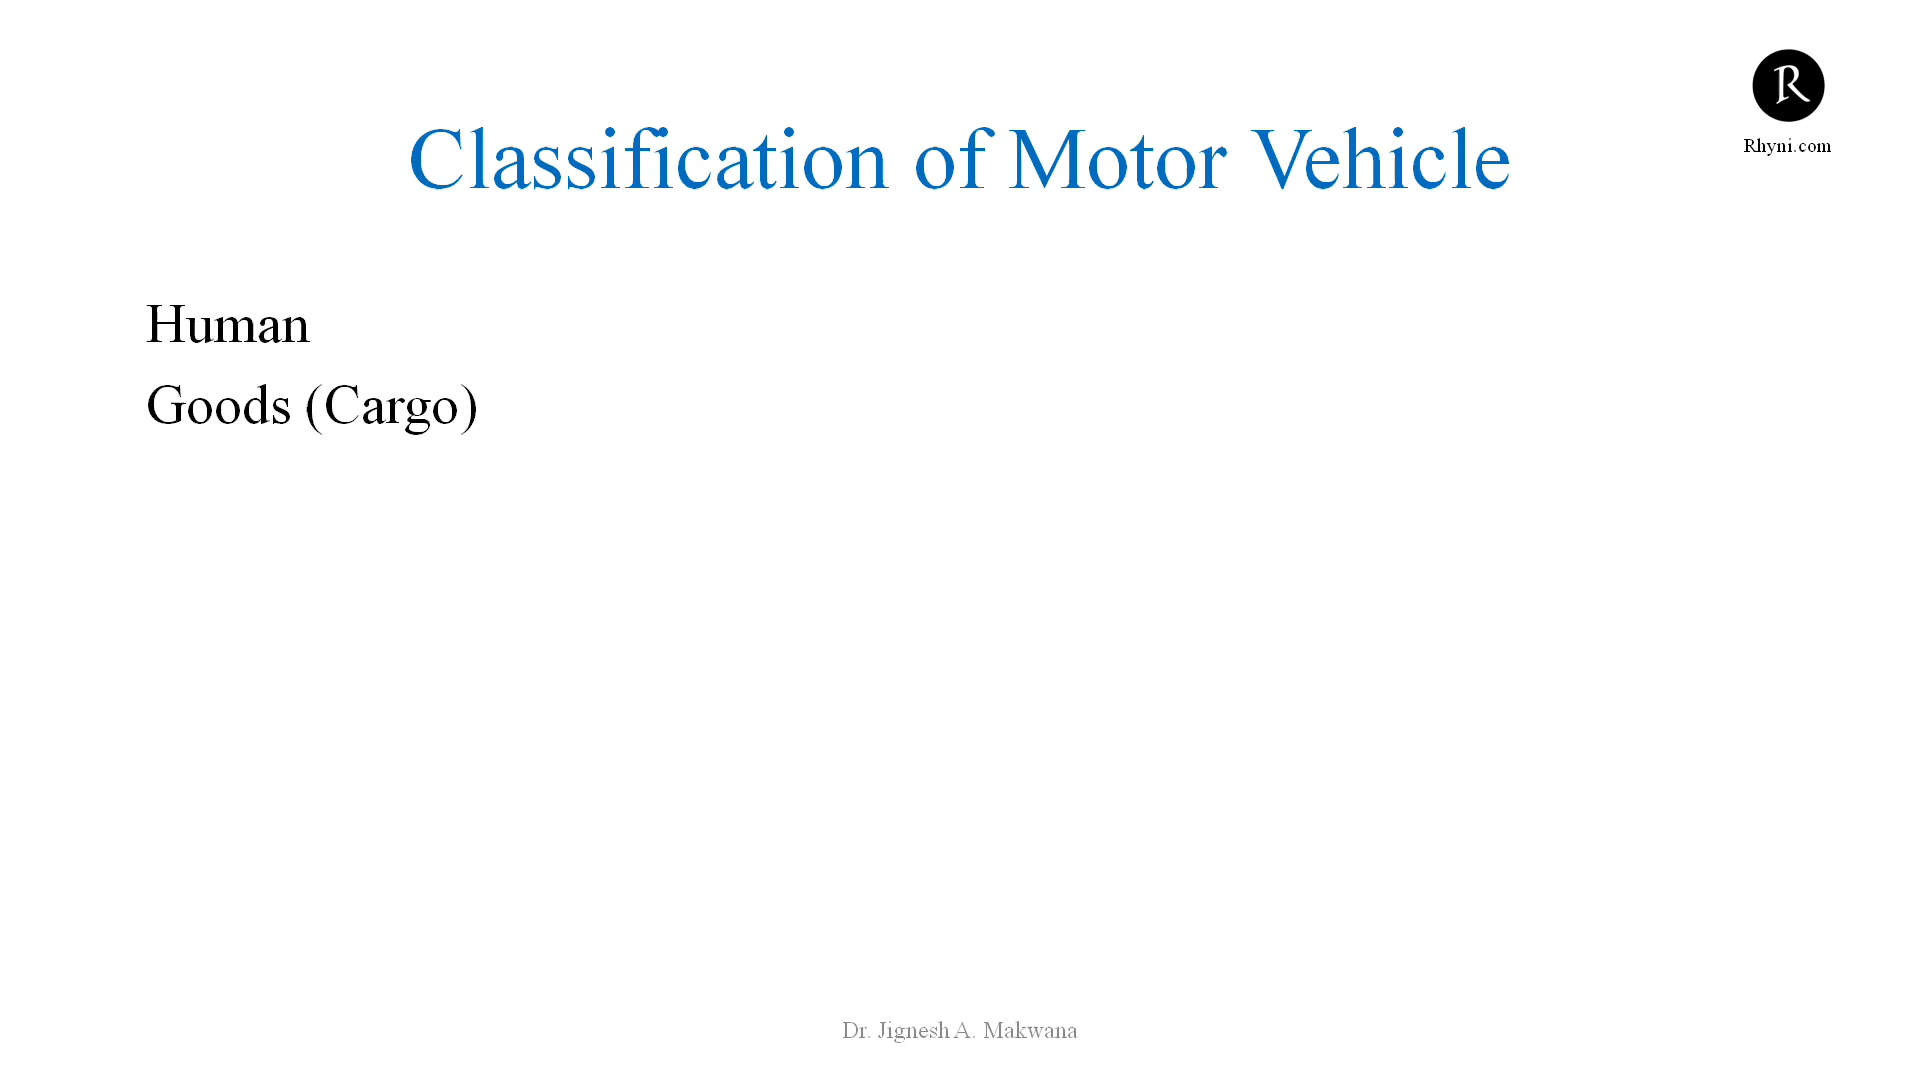 R
Rhyni.com
Classification of Motor Vehicle
Human
Goods (Cargo)
Dr. Jignesh A. Makwana